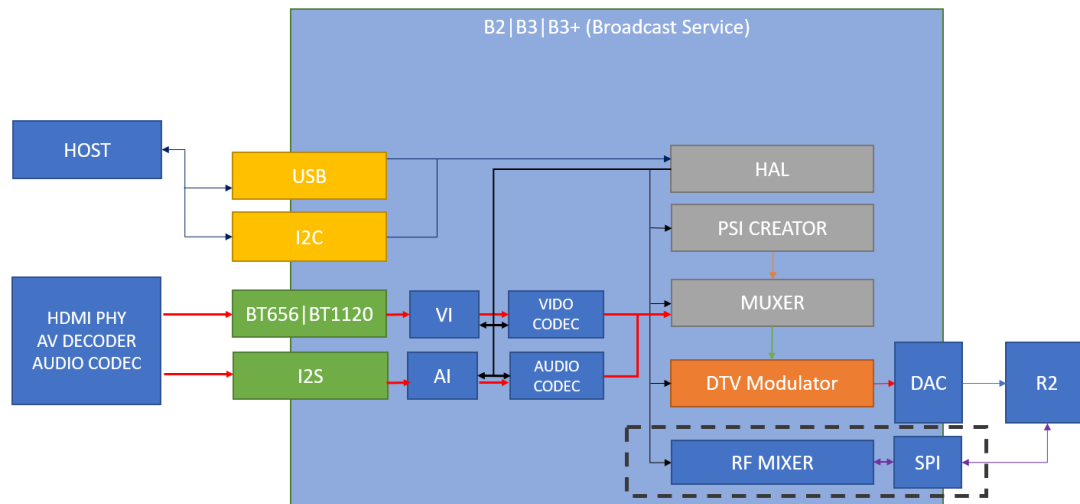 B2|B3|B3+ (Broadcast Service)
HOST
USB
HAL
I2C
PSI CREATOR
HDMI PHY
AV DECODER
AUDIO CODEC
BT656|BT1120
VI
VIDO
CODEC
MUXER
I2S
AI
AUDIO
CODEC
DTV Modulator
DAC
R2
RF MIXER
SPI